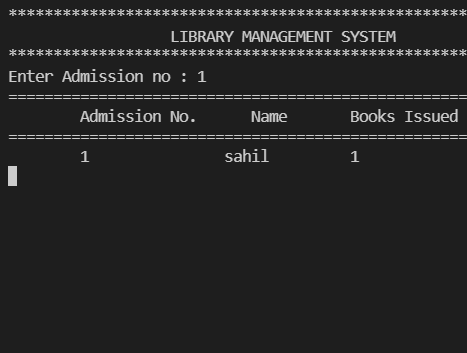 ***************************************************
LIBRARY MANAGEMENT SYSTEM
***************************************************
Enter Admission no : 1
===================================================
Admission No. Name Books Issued
===================================================
1 sahil 1